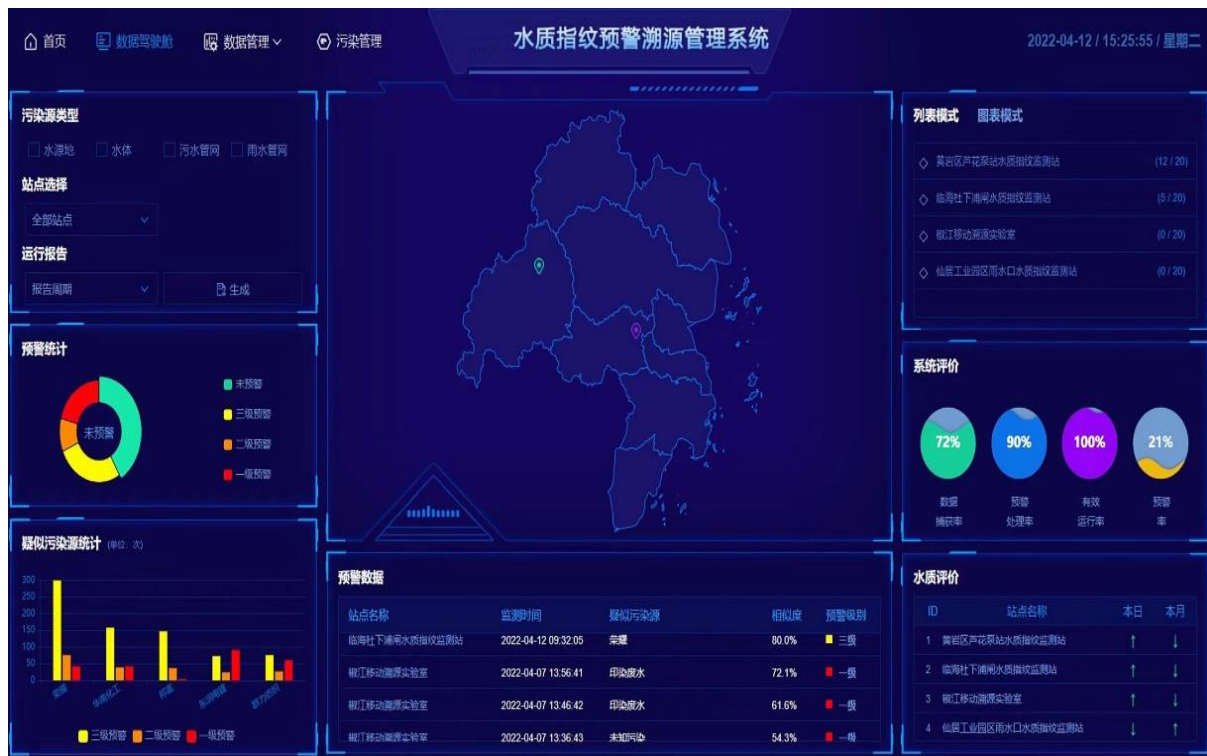 首页
数据驾驶舱
数据管理
污染管理
水质指纹预警溯源管理系统
2022-04-12 / 15:25:55 / 星期二
污染源类型
水源地 水体 污水管网 雨水管网
站点选择
全部站点
运行报告
报告周期
生成
预警统计
未预警
未预警
三级预警
二级预警
一级预警
疑似污染源统计 (单位: 次)
300
250
200
150
100
50
0
荣耀 华南化工 东润电镀 群力纺织
三级预警 二级预警 一级预警
预警数据
站点名称 监测时间 疑似污染源 相似度 预警级别
临海杜下浦闸水质指纹监测站 2022-04-12 09:32:05 荣耀 80.0% 三级
椒江移动溯源实验室 2022-04-07 13:56:41 印染废水 72.1% 一级
椒江移动溯源实验室 2022-04-07 13:46:42 印染废水 61.6% 一级
椒江移动溯源实验室 2022-04-07 13:36:43 未知污染 54.3% 一级
列表模式 图表模式
黄岩区芦花泵站水质指纹监测站 (12 / 20)
临海杜下浦闸水质指纹监测站 (5 / 20)
椒江移动溯源实验室 (0 / 20)
仙居工业园区雨水口水质指纹监测站 (0 / 20)
系统评价
72% 90% 100% 21%
数据 预警 有效 预警
捕获率 处理率 运行率 率
水质评价
ID 站点名称 本日 本月
1 黄岩区芦花泵站水质指纹监测站 ↑ ↓
2 临海杜下浦闸水质指纹监测站 ↑ ↓
3 椒江移动溯源实验室 ↑ ↓
4 仙居工业园区雨水口水质指纹监测站 ↓ ↑